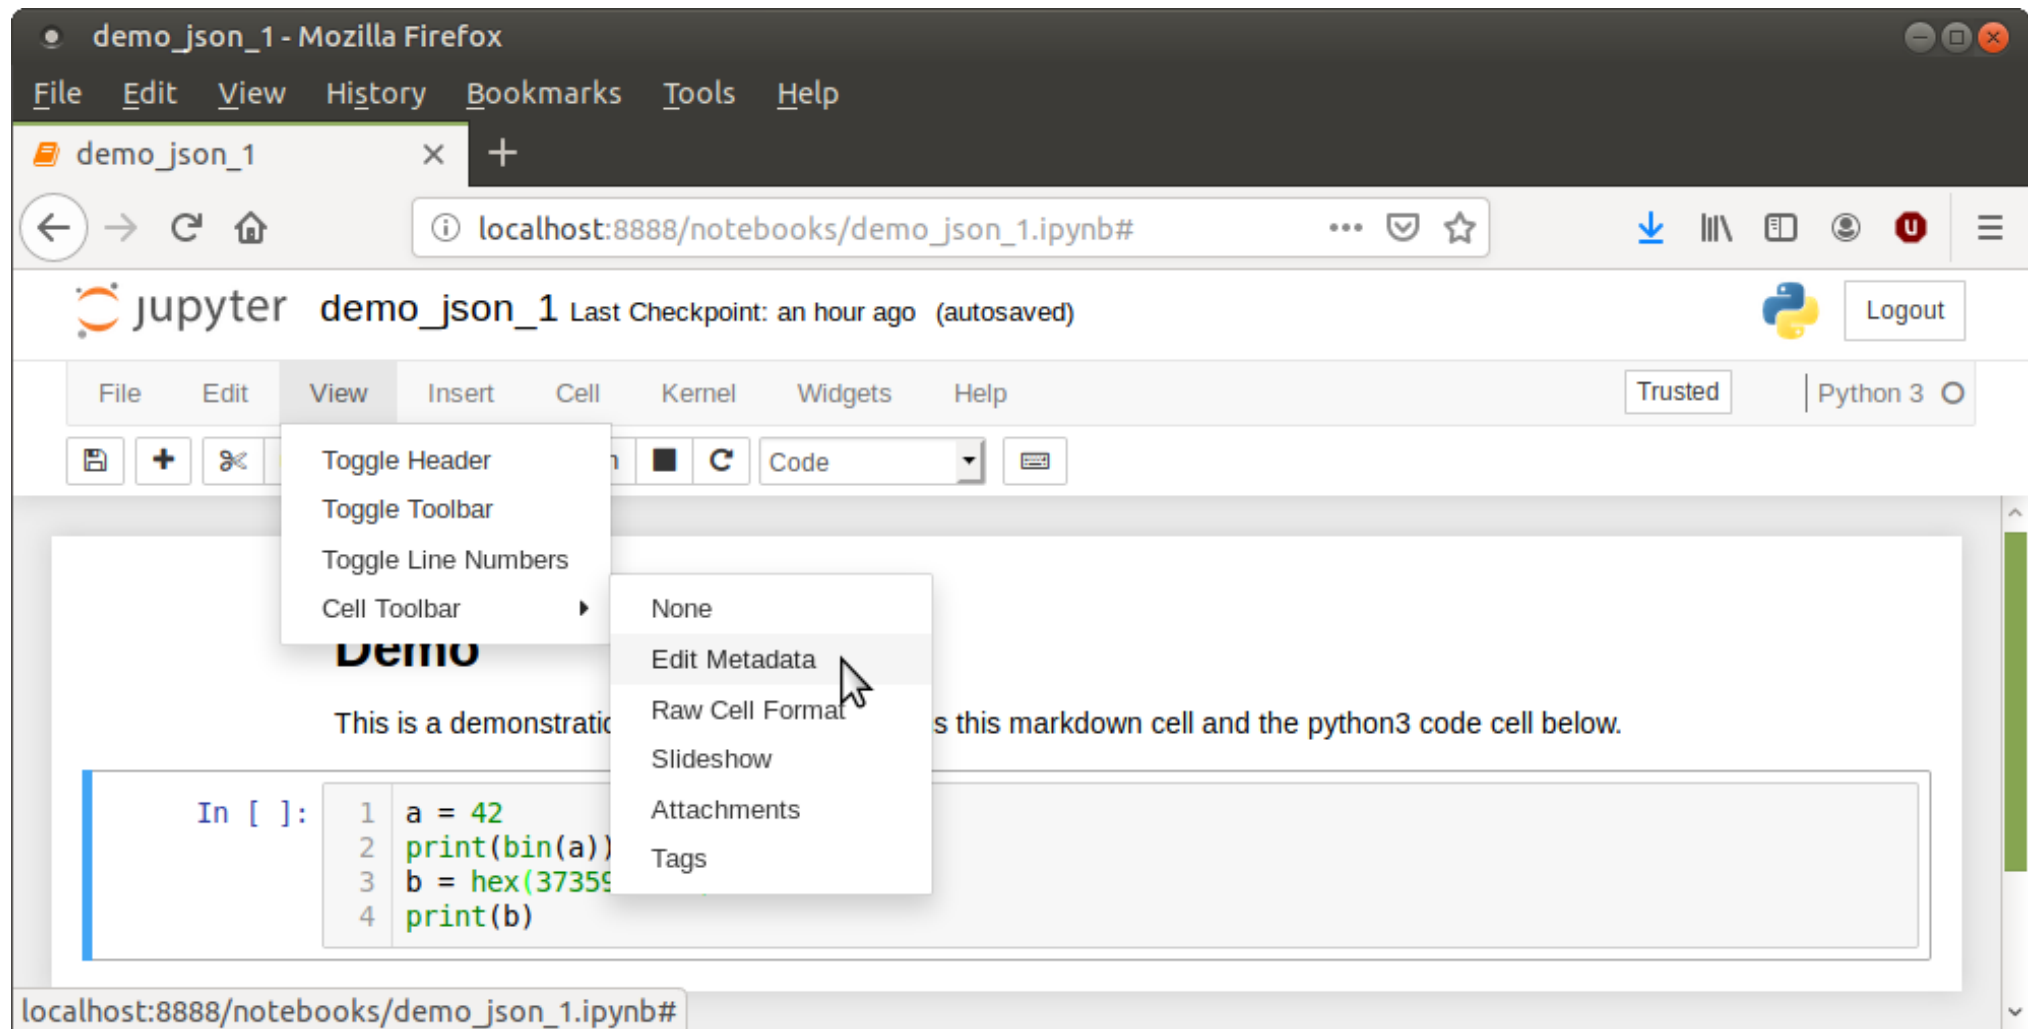 demo_json_1 - Mozilla Firefox
File Edit View History Bookmarks Tools Help
demo_json_1
localhost:8888/notebooks/demo_json_1.ipynb#
jupyter demo_json_1 Last Checkpoint: an hour ago (autosaved)
Logout
File Edit View Insert Cell Kernel Widgets Help
Trusted
Python 3
Code
Toggle Header
Toggle Toolbar
Toggle Line Numbers
Cell Toolbar
None
Edit Metadata
Raw Cell Format
Slideshow
Attachments
Tags
Demo
This is a s this markdown cell and the python3 code cell below.
In [ ]:
1 a = 42
2 print(bin(a))
3 b = hex(3735
4 print(b)
localhost:8888/notebooks/demo_json_1.ipynb#